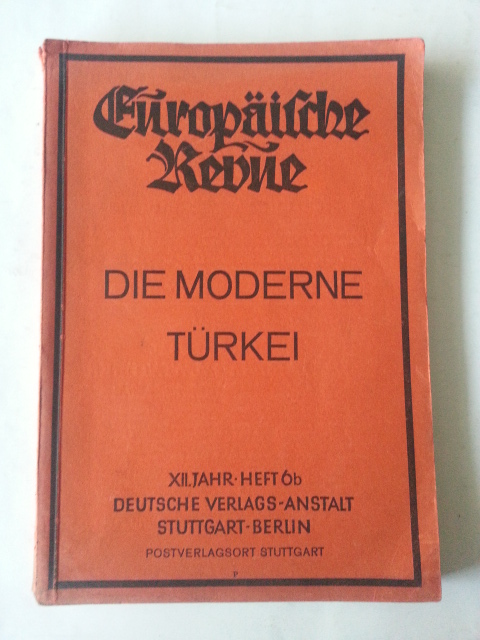 Europäische
Revue
DIE MODERNE
TÜRKEI
XII. JAHR · HEFT 6b
DEUTSCHE VERLAGS-ANSTALT
STUTTGART-BERLIN
POSTVERLAGSORT STUTTGART
P